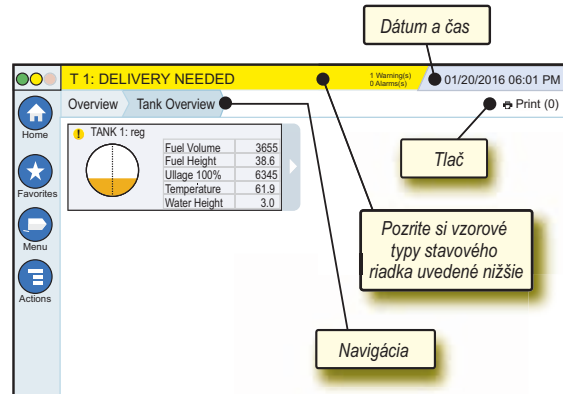 Dátum a čas
T 1: DELIVERY NEEDED
1 Warning(s)
0 Alarms(s)
01/20/2016 06:01 PM
Overview
Tank Overview
Print (0)
Home
Favorites
Menu
Actions
! TANK 1: reg
Fuel Volume 3655
Fuel Height 38.6
Ullage 100% 6345
Temperature 61.9
Water Height 3.0
Tlač
Pozrite si vzorové
typy stavového
riadka uvedené nižšie
Navigácia